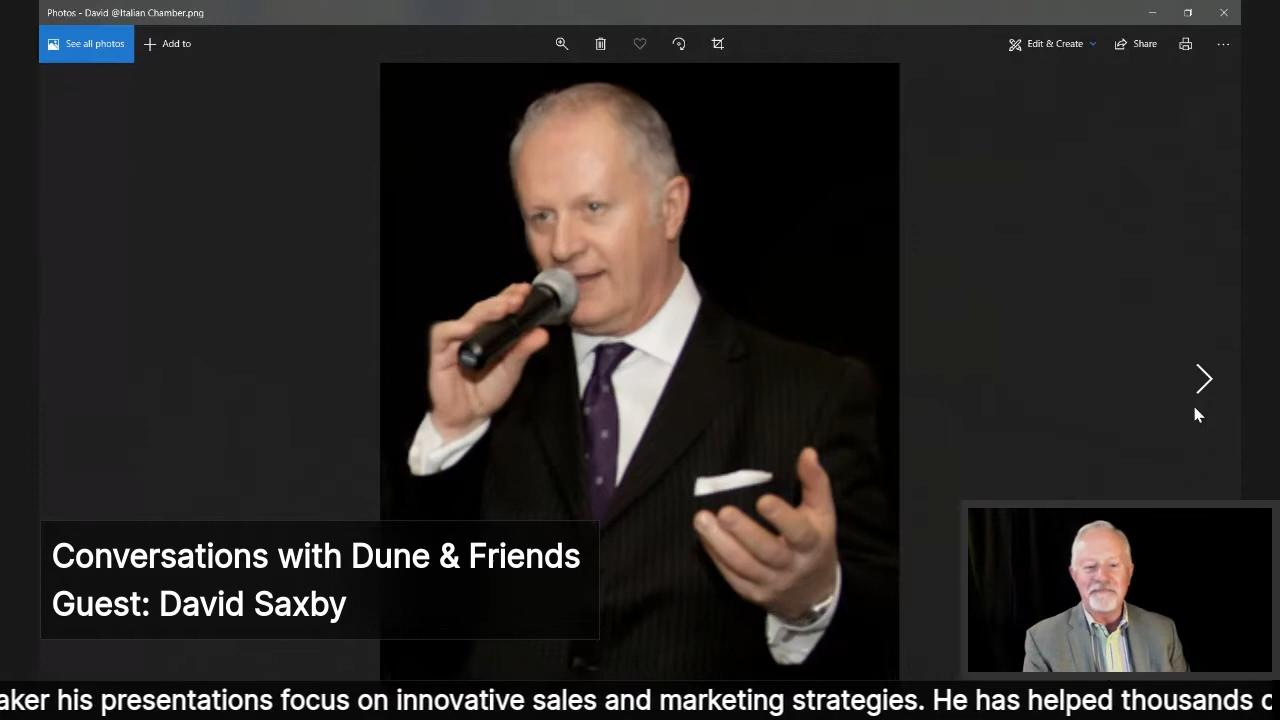 Photos - David @Italian Chamber.png
See all photos
Add to
Edit & Create
Share
Conversations with Dune & Friends
Guest: David Saxby
aker his presentations focus on innovative sales and marketing strategies. He has helped thousands